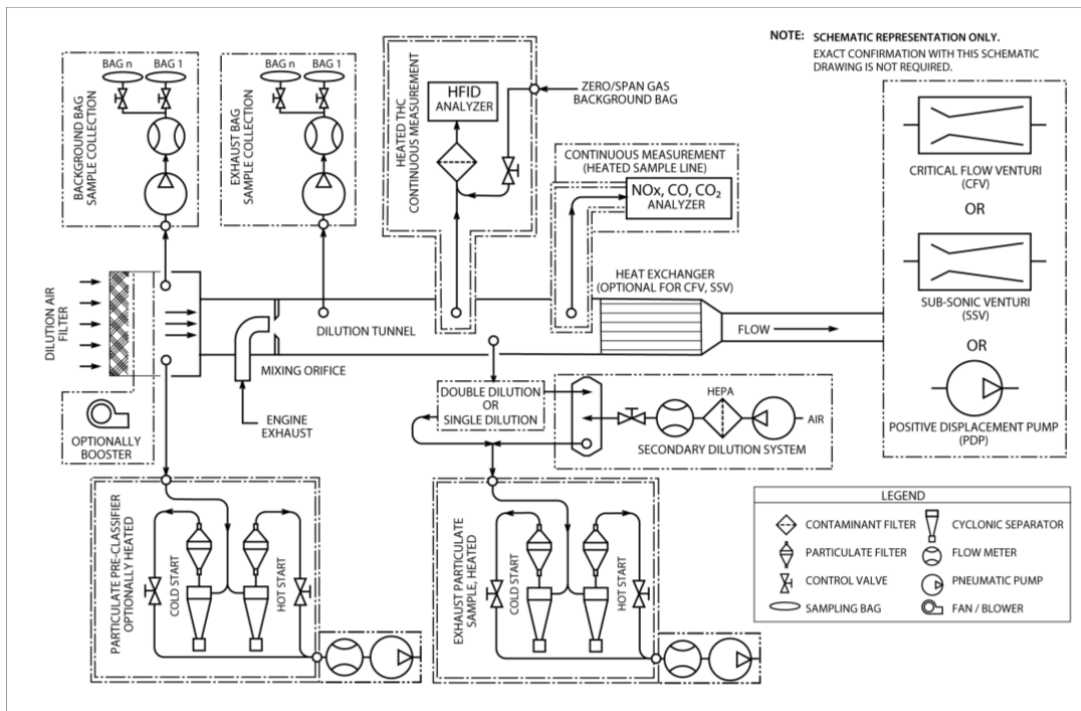 BAG n BAG 1
BACKGROUND BAG
SAMPLE COLLECTION
BAG n BAG 1
EXHAUST BAG
SAMPLE COLLECTION
HEATED THC
CONTINUOUS MEASUREMENT
HFID
ANALYZER
ZERO/SPAN GAS
BACKGROUND BAG
CONTINUOUS MEASUREMENT
(HEATED SAMPLE LINE)
NOx, CO, CO₂
ANALYZER
NOTE: SCHEMATIC REPRESENTATION ONLY.
EXACT CONFIRMATION WITH THIS SCHEMATIC
DRAWING IS NOT REQUIRED.
CRITICAL FLOW VENTURI
(CFV)
OR
SUB-SONIC VENTURI
(SSV)
OR
POSITIVE DISPLACEMENT PUMP
(PDP)
DILUTION AIR
FILTER
DILUTION TUNNEL
MIXING ORIFICE
HEAT EXCHANGER
(OPTIONAL FOR CFV, SSV)
FLOW
OPTIONALLY
BOOSTER
ENGINE
EXHAUST
DOUBLE DILUTION
OR
SINGLE DILUTION
HEPA
AIR
SECONDARY DILUTION SYSTEM
PARTICULATE PRE-CLASSIFIER
OPTIONALLY HEATED
COLD START
HOT START
EXHAUST PARTICULATE
SAMPLE, HEATED
COLD START
HOT START
LEGEND
CONTAMINANT FILTER
CYCLONIC SEPARATOR
PARTICULATE FILTER
FLOW METER
CONTROL VALVE
PNEUMATIC PUMP
SAMPLING BAG
FAN / BLOWER